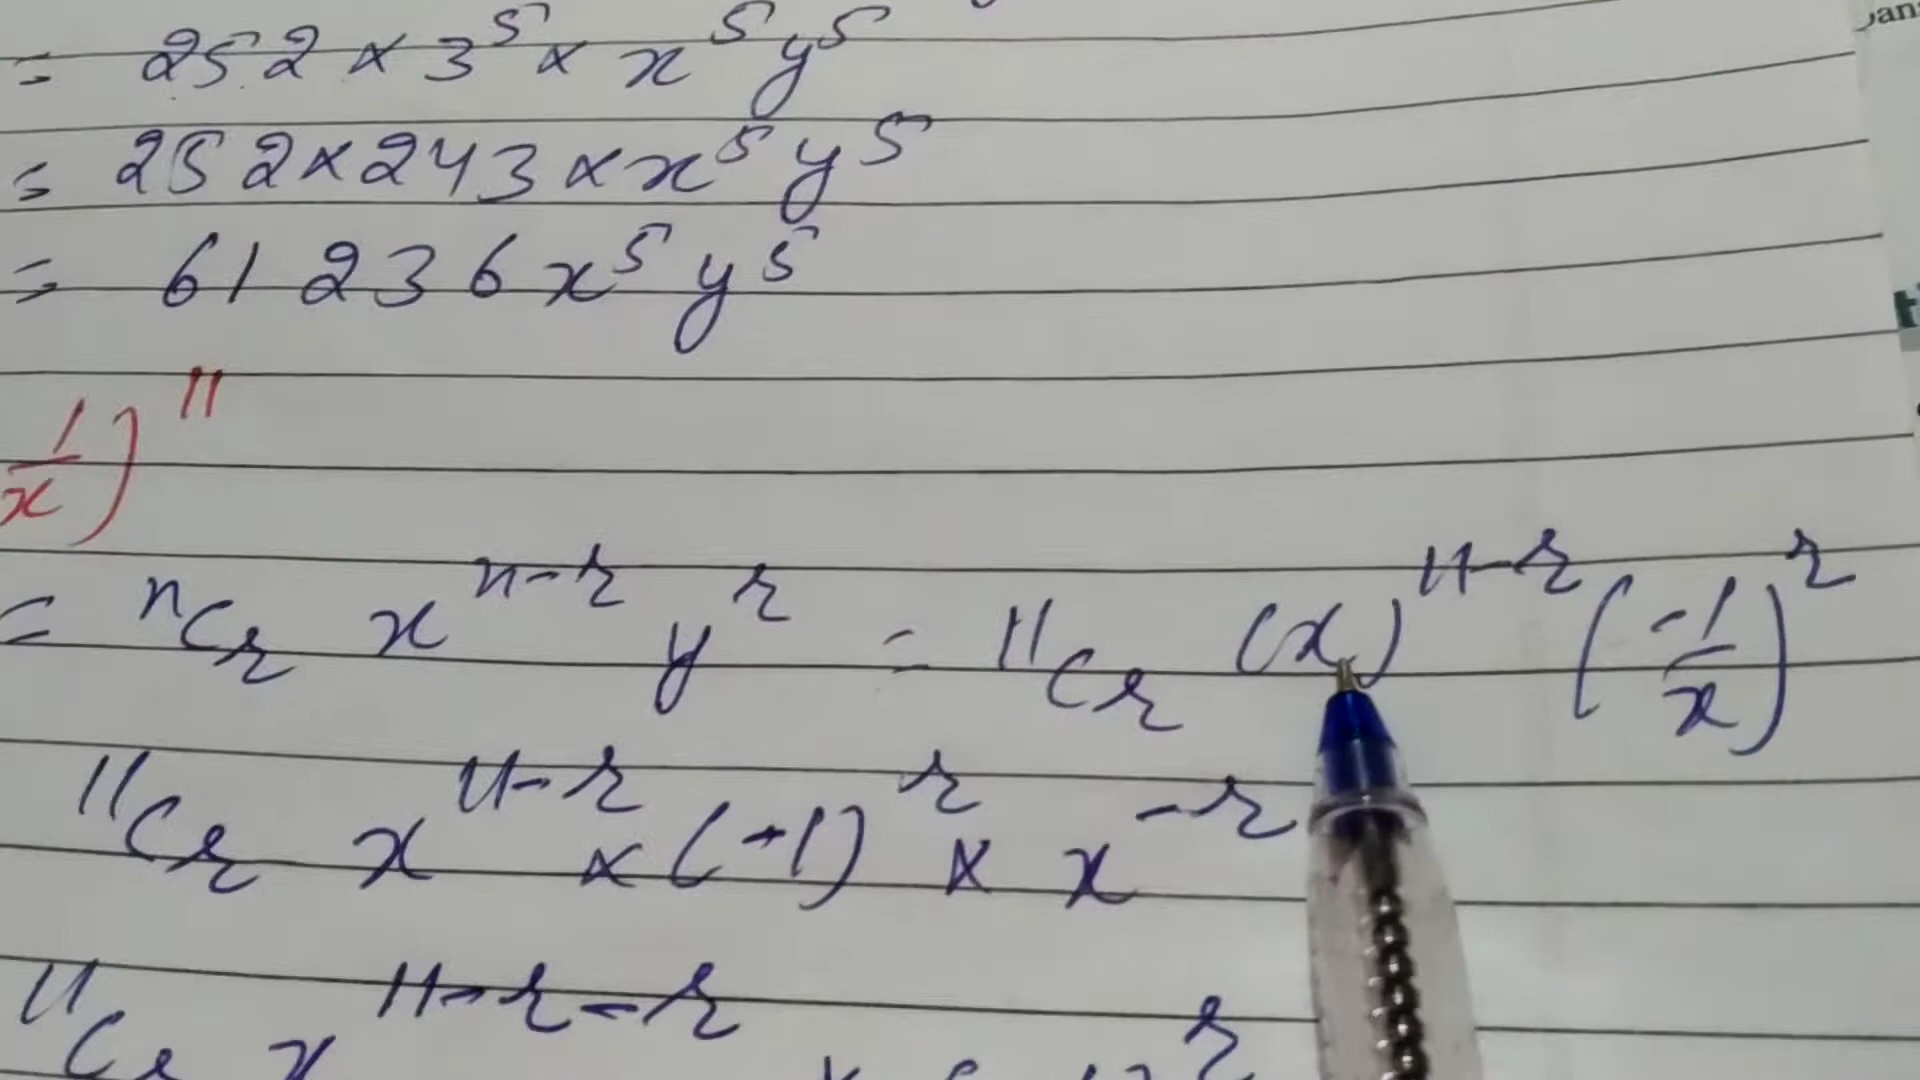 = 252 × 3⁵ × x⁵ y⁵
= 252 × 243 × x⁵ y⁵
= 61236 x⁵ y⁵
1/x)¹¹
= ⁿCr xⁿ⁻ʳ yʳ = ¹¹Cr (x)¹¹⁻ʳ (-1/x)ʳ
¹¹Cr x¹¹⁻ʳ × (-1)ʳ × x⁻ʳ
¹¹Cr x¹¹⁻ʳ⁻ʳ